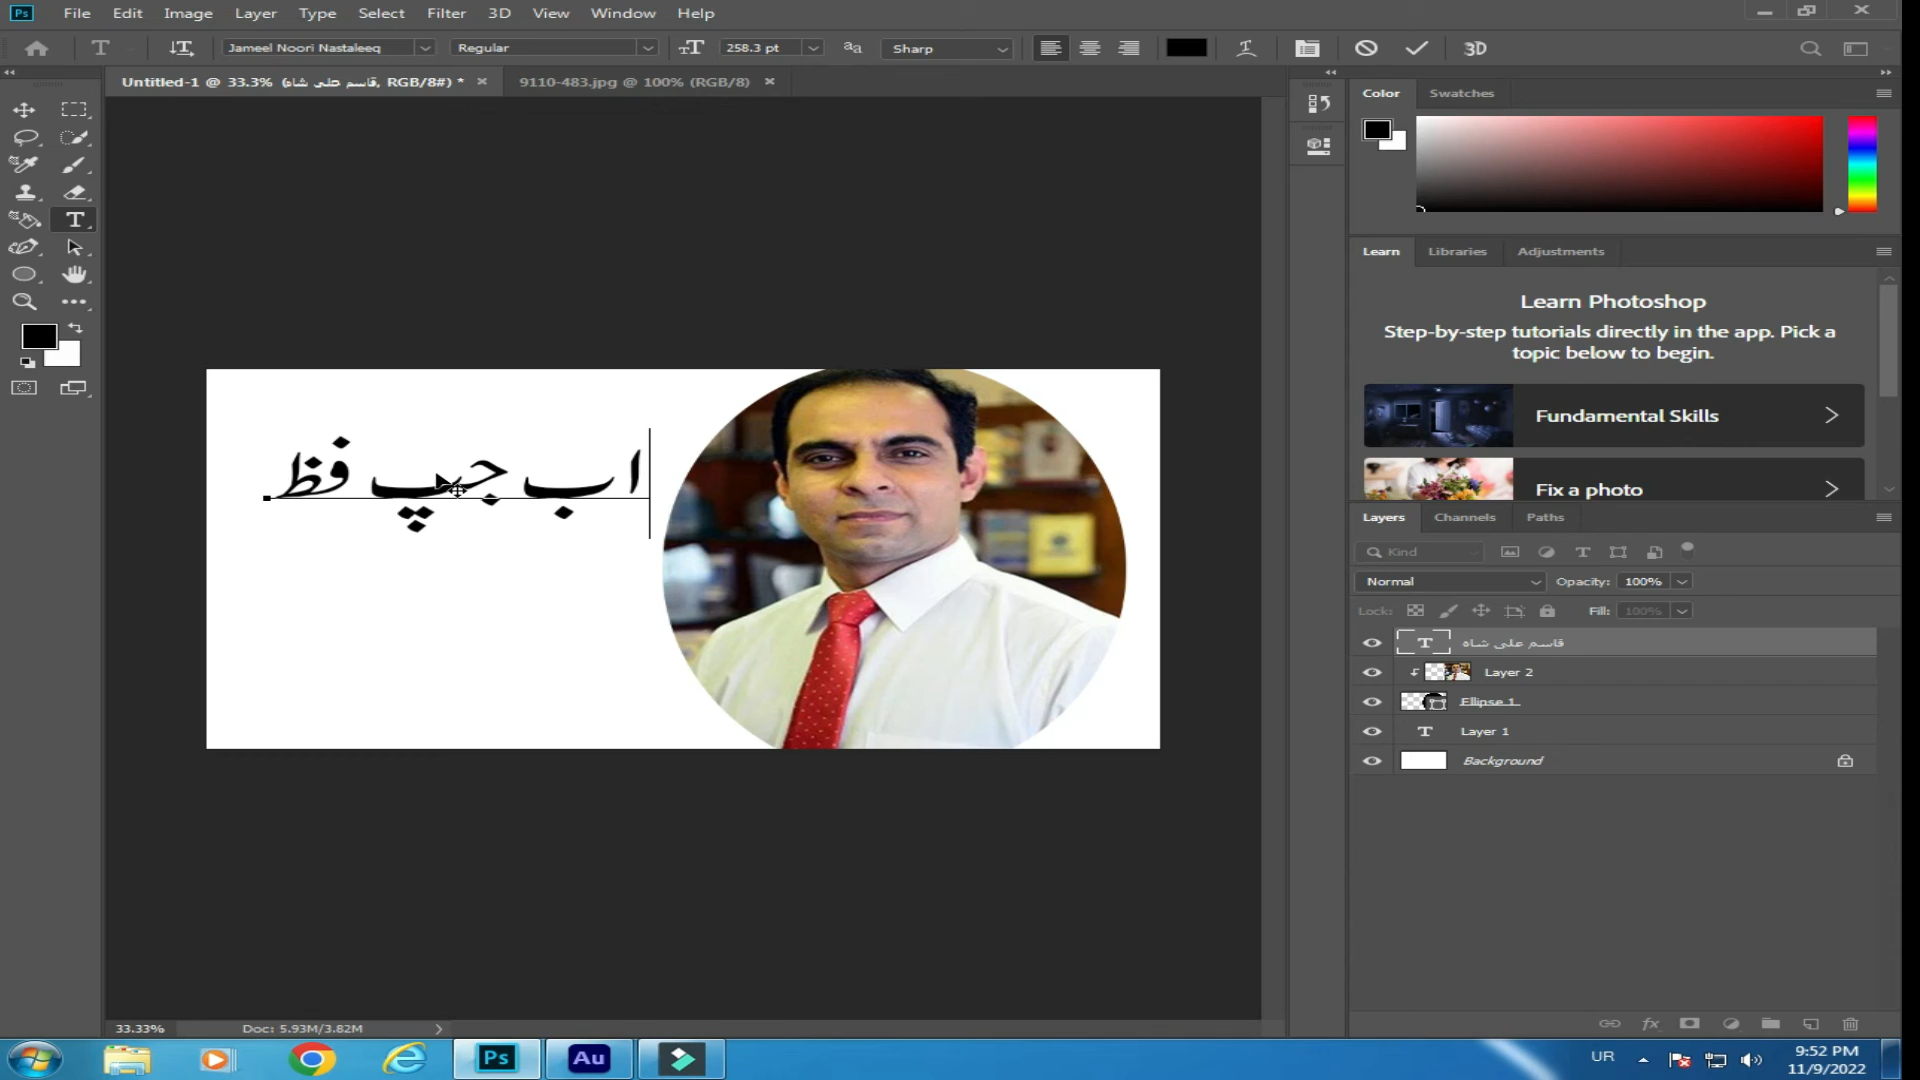 File Edit Image Layer Type Select Filter 3D View Window Help
Jameel Noori Nastaleeq Regular 258.3 pt Sharp 3D
Untitled-1 @ 33.3% (قاسم علی شاہ, RGB/8#) * 9110-483.jpg @ 100% (RGB/8)
Color Swatches
Learn Libraries Adjustments
Learn Photoshop
Step-by-step tutorials directly in the app. Pick a
topic below to begin.
Fundamental Skills
Fix a photo
Layers Channels Paths
Kind
Normal Opacity: 100%
Lock: Fill: 100%
قاسم علی شاہ
Layer 2
Ellipse 1
Layer 1
Background
33.33% Doc: 5.93M/3.82M
Ps Au UR 9:52 PM
11/9/2022